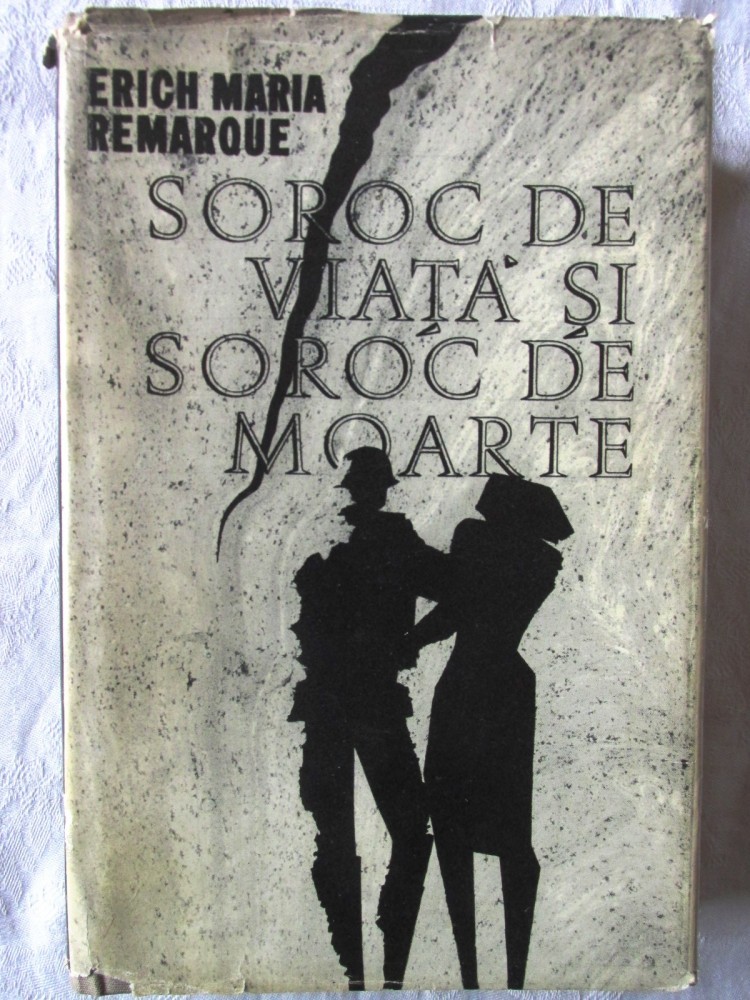 ERICH MARIA
REMARQUE
SOROC DE
VIAȚĂ ȘI
SOROC DE
MOARTE